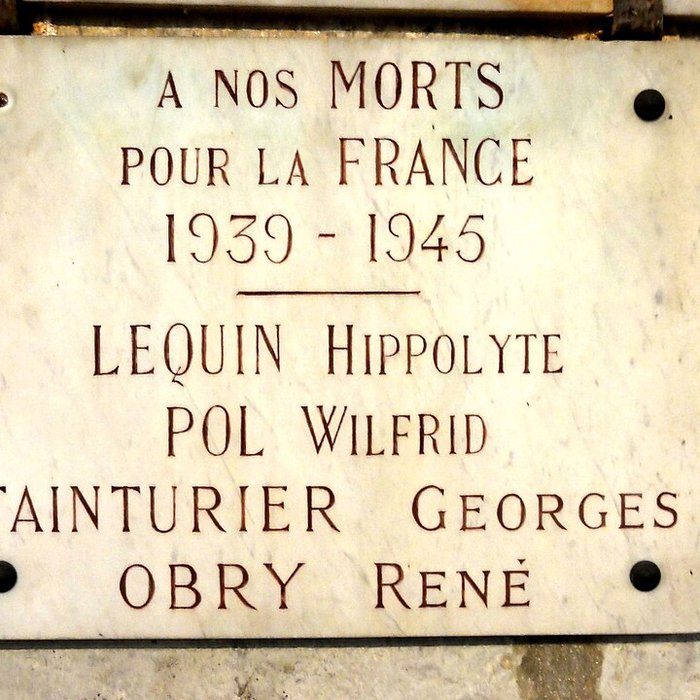 A NOS MORTS
POUR LA FRANCE
1939 - 1945
LEQUIN HIPPOLYTE
POL WILFRID
TAINTURIER GEORGES
OBRY RENÉ